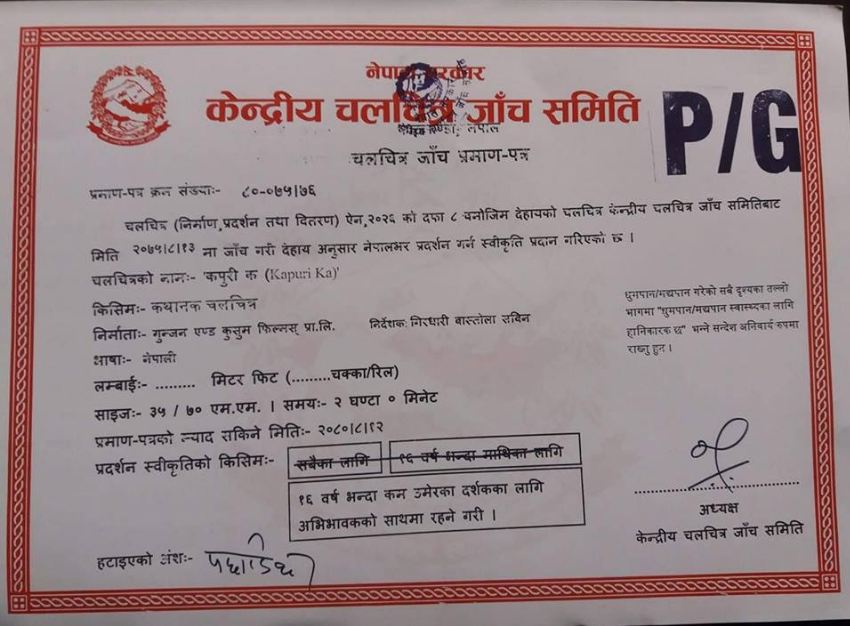 नेपाल सरकार
केन्द्रीय चलचित्र जाँच समिति
P/G
नेपाल
चलचित्र जाँच प्रमाण-पत्र
प्रमाण-पत्र क्रम संख्याः- ८०-०७५।७६
चलचित्र (निर्माण, प्रदर्शन तथा वितरण) ऐन, २०२६ को दफा ८ बमोजिम देहायको चलचित्र केन्द्रीय चलचित्र जाँच समितिबाट
मिति २०७५।८।१३ मा जाँच गरी देहाय अनुसार नेपालभर प्रदर्शन गर्न स्वीकृति प्रदान गरिएको छ ।
चलचित्रको नामः- 'कपुरी क (Kapuri Ka)'
किसिमः- कथानक चलचित्र
निर्माताः- गुन्जन एण्ड कुसुम फिल्मस् प्रा.लि. निर्देशकः गिरधारी बास्तोला सबिन
भाषाः- नेपाली
लम्बाईः- ......... मिटर फिट (.........चक्का/रिल)
साइजः- ३५ / ७० एम.एम. । समयः- २ घण्टा ० मिनेट
प्रमाण-पत्रको म्याद सकिने मितिः- २०८०।८।१२
प्रदर्शन स्वीकृतिको किसिमः- सबैका लागि १६ वर्ष भन्दा माथिका लागि
१६ वर्ष भन्दा कम उमेरका दर्शकका लागि
अभिभावकको साथमा रहने गरी ।
हटाइएको अंशः-
धुमपान/मद्यपान गरेको सबै दृश्यका तल्लो
भागमा "धुमपान/मद्यपान स्वास्थ्यका लागि
हानिकारक छ" भन्ने सन्देश अनिवार्य रुपमा
राख्नु हुन ।
अध्यक्ष
केन्द्रीय चलचित्र जाँच समिति